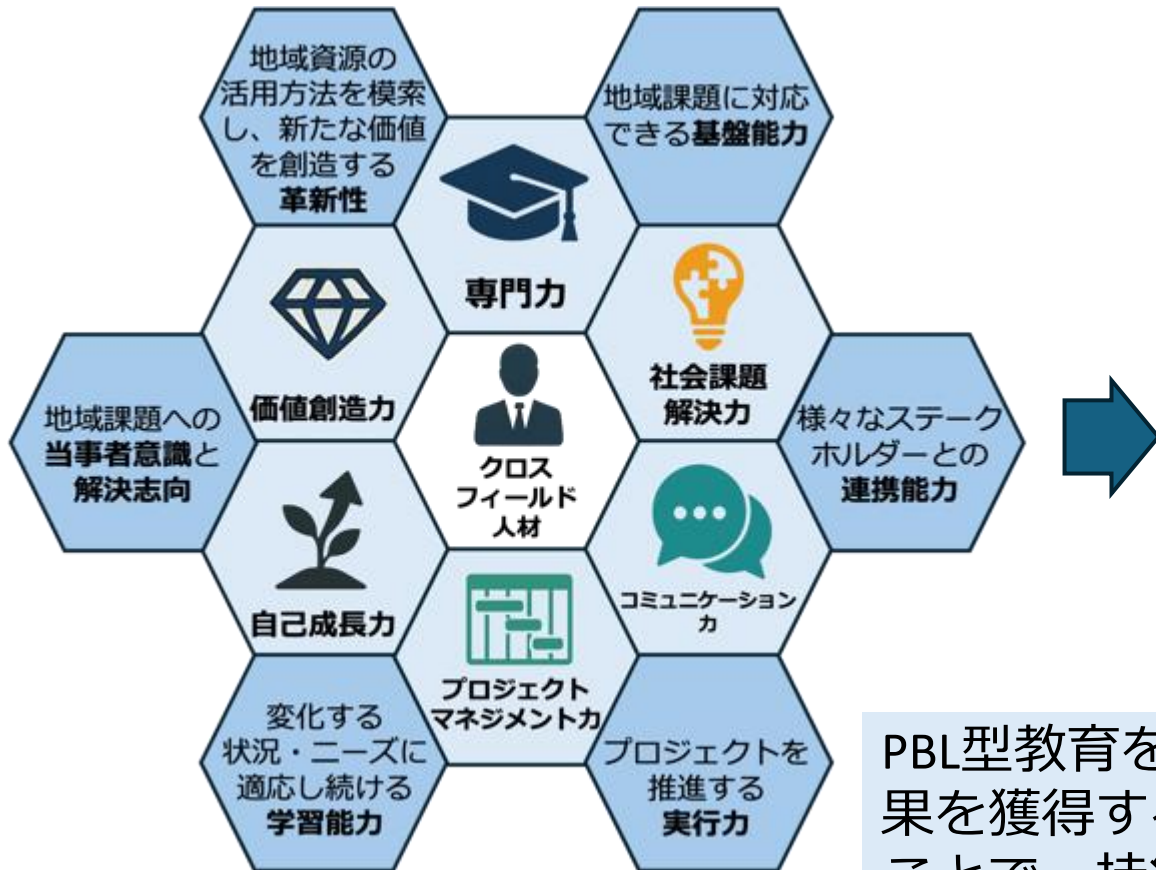 地域資源の
活用方法を模索
し、新たな価値
を創造する
革新性
地域課題に対応
できる基盤能力
専門力
価値創造力
社会課題
解決力
地域課題への
当事者意識と
解決志向
クロス
フィールド
人材
様々なステーク
ホルダーとの
連携能力
自己成長力
コミュニケーション
力
プロジェクト
マネジメント力
変化する
状況・ニーズに
適応し続ける
学習能力
プロジェクトを
推進する
実行力
PBL型教育を
果を獲得す
ことで